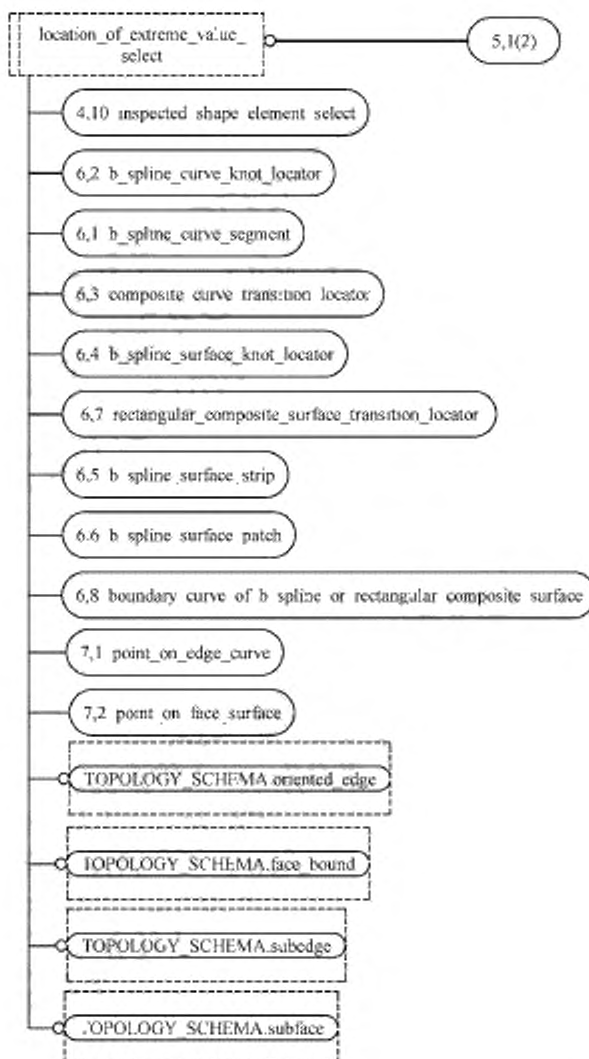 location_of_extreme_value_
select
5,1(2)
4,10 inspected shape element select
6,2 b_spline_curve_knot_locator
6,1 b_spline_curve_segment
6,3 composite curve transition locator
6,4 b_spline_surface_knot_locator
6,7 rectangular_composite_surface_transition_locator
6,5 b spline surface strip
6.6 b spline surface patch
6,8 boundary curve of b spline or rectangular composite surface
7,1 point_on_edge_curve
7,2 point on face surface
TOPOLOGY_SCHEMA.oriented_edge
TOPOLOGY_SCHEMA.face_bound
TOPOLOGY_SCHEMA.subedge
TOPOLOGY_SCHEMA.subface